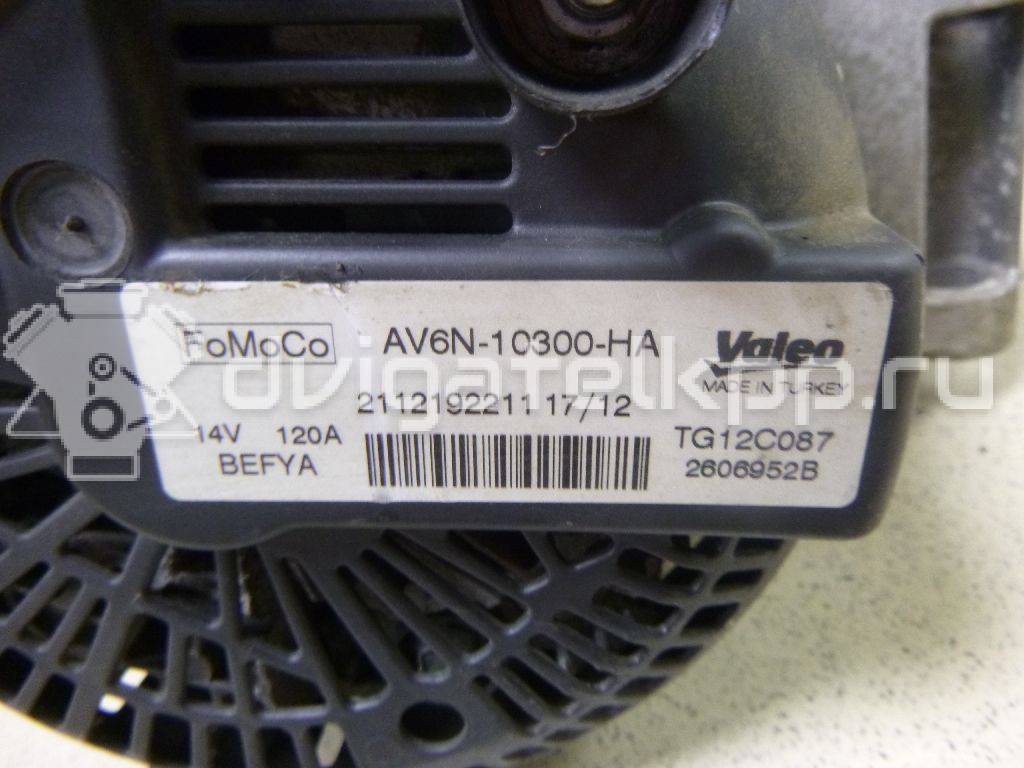 FoMoCo AV6N-10300-HA Valeo
MADE IN TURKEY
dvigatelkpp.ru
2112192211 17/12
14V 120A TG12C087
BEFYA 2606952B